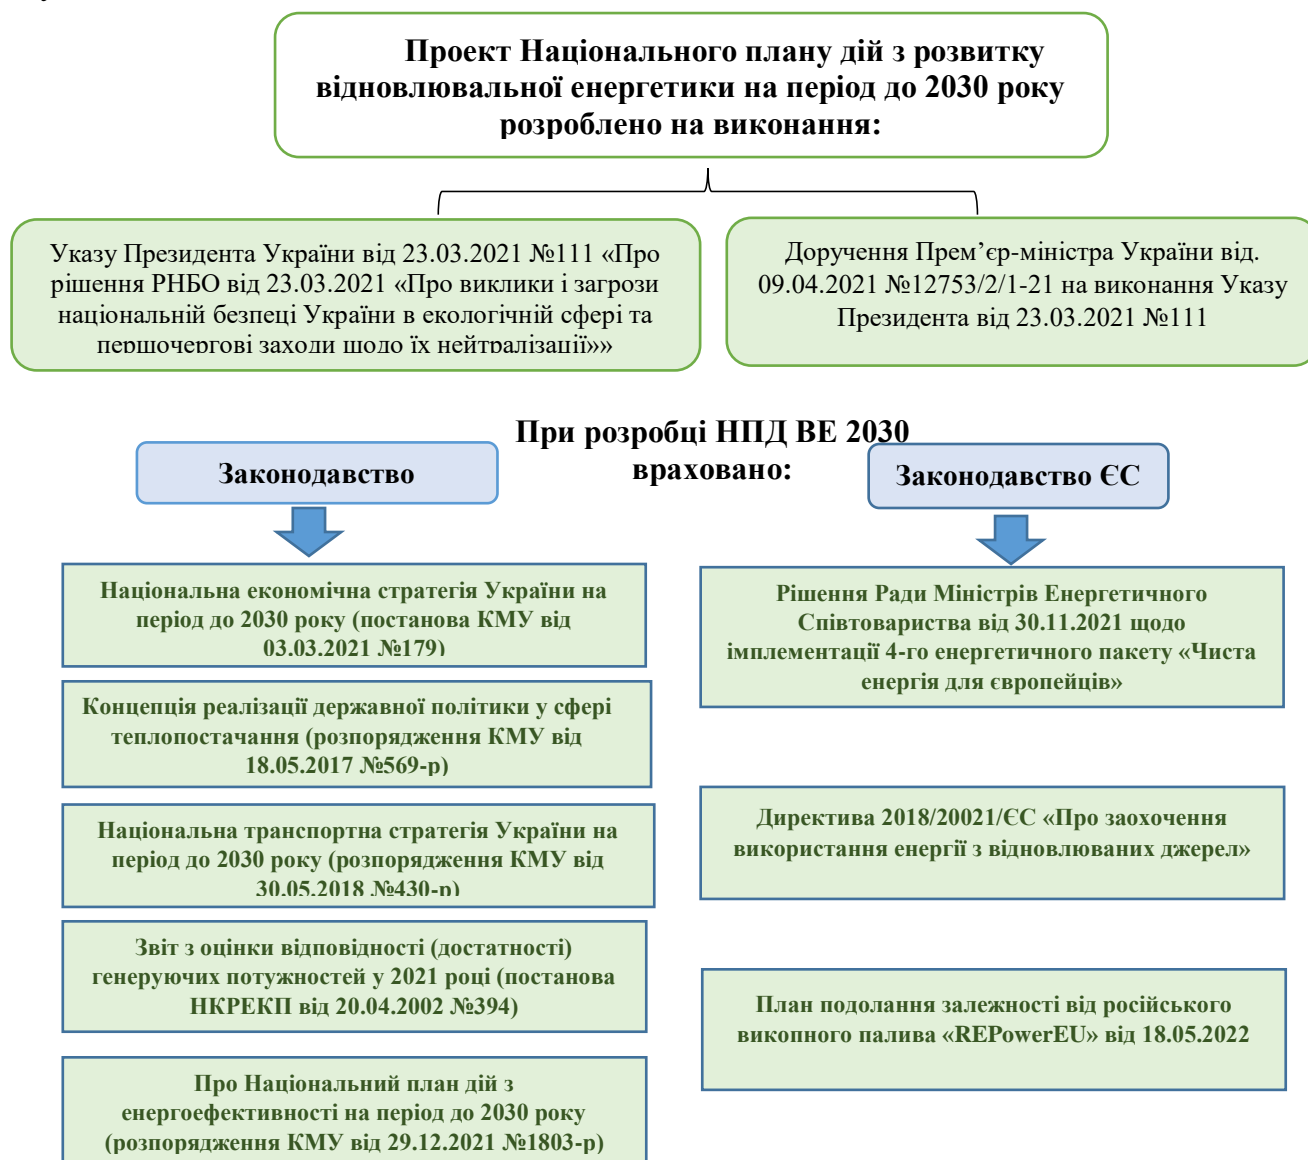 Проект Національного плану дій з розвитку
відновлювальної енергетики на період до 2030 року
розроблено на виконання:
Указу Президента України від 23.03.2021 №111 «Про
рішення РНБО від 23.03.2021 «Про виклики і загрози
національній безпеці України в екологічній сфері та
першочергові заходи щодо їх нейтралізації»»
Доручення Прем’єр-міністра України від.
09.04.2021 №12753/2/1-21 на виконання Указу
Президента від 23.03.2021 №111
При розробці НПД ВЕ 2030
враховано:
Законодавство
Національна економічна стратегія України на
період до 2030 року (постанова КМУ від
03.03.2021 №179)
Концепція реалізації державної політики у сфері
теплопостачання (розпорядження КМУ від
18.05.2017 №569-р)
Національна транспортна стратегія України на
період до 2030 року (розпорядження КМУ від
30.05.2018 №430-р)
Звіт з оцінки відповідності (достатності)
генеруючих потужностей у 2021 році (постанова
НКРЕКП від 20.04.2002 №394)
Про Національний план дій з
енергоефективності на період до 2030 року
(розпорядження КМУ від 29.12.2021 №1803-р)
Законодавство ЄС
Рішення Ради Міністрів Енергетичного
Співтовариства від 30.11.2021 щодо
імплементації 4-го енергетичного пакету «Чиста
енергія для європейців»
Директива 2018/20021/ЄС «Про заохочення
використання енергії з відновлюваних джерел»
План подолання залежності від російського
викопного палива «REPowerEU» від 18.05.2022